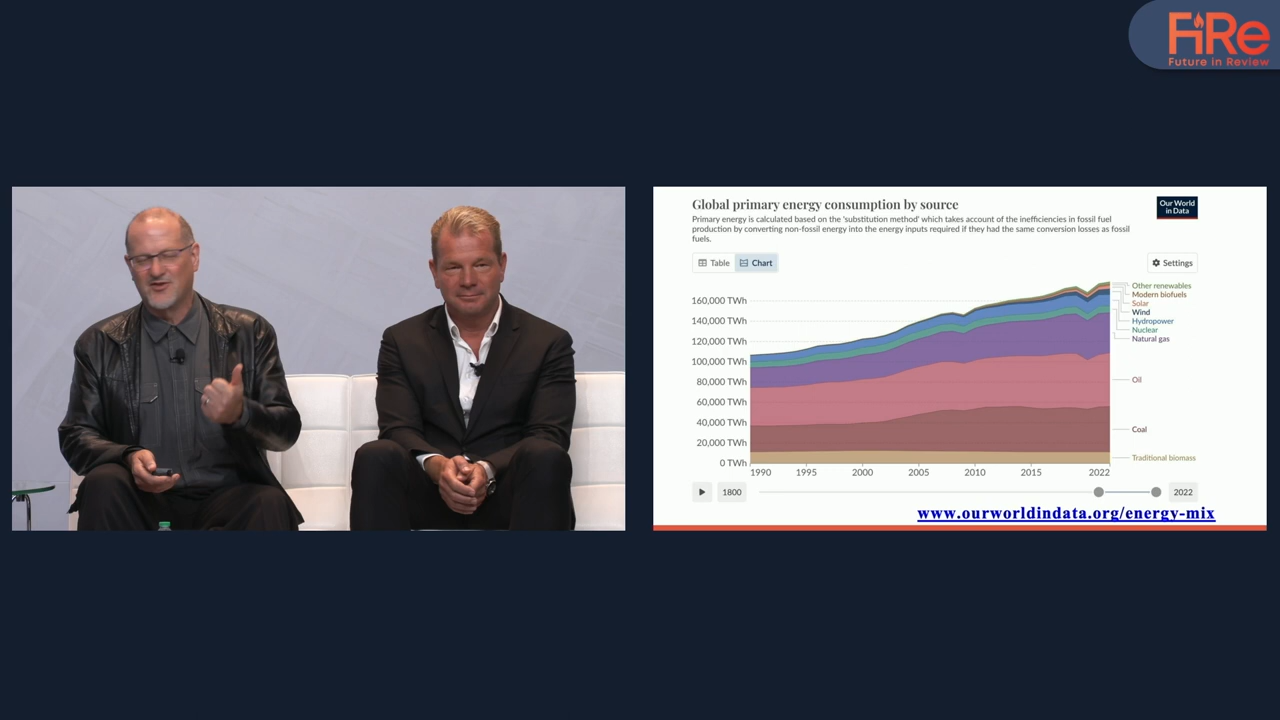 FiRe
Future in Review
Global primary energy consumption by source
Primary energy is calculated based on the 'substitution method' which takes account of the inefficiencies in fossil fuel
production by converting non-fossil energy into the energy inputs required if they had the same conversion losses as fossil
fuels.
Our World
in Data
Table
Chart
Settings
160,000 TWh
140,000 TWh
120,000 TWh
100,000 TWh
80,000 TWh
60,000 TWh
40,000 TWh
20,000 TWh
0 TWh
Other renewables
Modern biofuels
Solar
Wind
Hydropower
Nuclear
Natural gas
Oil
Coal
Traditional biomass
1990 1995 2000 2005 2010 2015 2022
1800
2022
www.ourworldindata.org/energy-mix